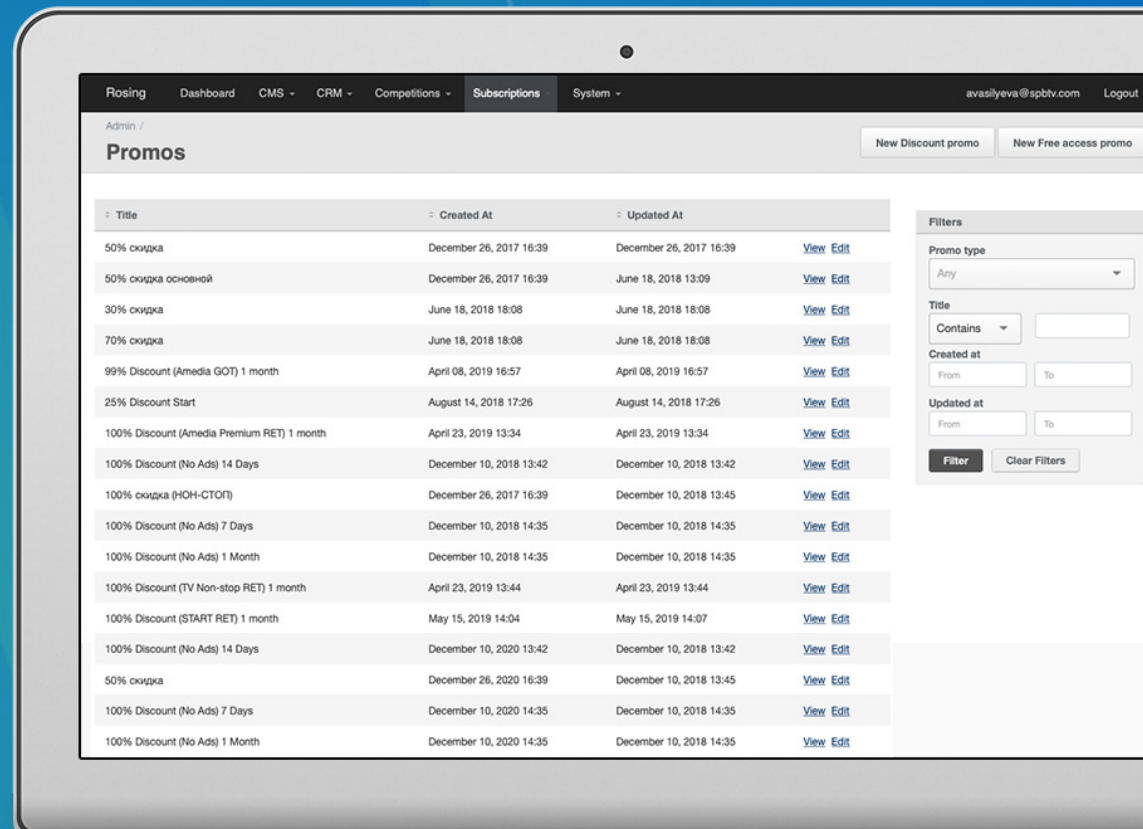 Rosing Dashboard CMS CRM Competitions Subscriptions System avasilyeva@spbtv.com Logout
Admin /
Promos
New Discount promo New Free access promo
Title Created At Updated At
50% скидка December 26, 2017 16:39 December 26, 2017 16:39 View Edit
50% скидка основной December 26, 2017 16:39 June 18, 2018 13:09 View Edit
30% скидка June 18, 2018 18:08 June 18, 2018 18:08 View Edit
70% скидка June 18, 2018 18:08 June 18, 2018 18:08 View Edit
99% Discount (Amedia GOT) 1 month April 08, 2019 16:57 April 08, 2019 16:57 View Edit
25% Discount Start August 14, 2018 17:26 August 14, 2018 17:26 View Edit
100% Discount (Amedia Premium RET) 1 month April 23, 2019 13:34 April 23, 2019 13:34 View Edit
100% Discount (No Ads) 14 Days December 10, 2018 13:42 December 10, 2018 13:42 View Edit
100% скидка (НОН-СТОП) December 26, 2017 16:39 December 10, 2018 13:45 View Edit
100% Discount (No Ads) 7 Days December 10, 2018 14:35 December 10, 2018 14:35 View Edit
100% Discount (No Ads) 1 Month December 10, 2018 14:35 December 10, 2018 14:35 View Edit
100% Discount (TV Non-stop RET) 1 month April 23, 2019 13:44 April 23, 2019 13:44 View Edit
100% Discount (START RET) 1 month May 15, 2019 14:04 May 15, 2019 14:07 View Edit
100% Discount (No Ads) 14 Days December 10, 2020 13:42 December 10, 2018 13:42 View Edit
50% скидка December 26, 2020 16:39 December 10, 2018 13:45 View Edit
100% Discount (No Ads) 7 Days December 10, 2020 14:35 December 10, 2018 14:35 View Edit
100% Discount (No Ads) 1 Month December 10, 2020 14:35 December 10, 2018 14:35 View Edit
Filters
Promo type
Any
Title
Contains
Created at
From To
Updated at
From To
Filter Clear Filters